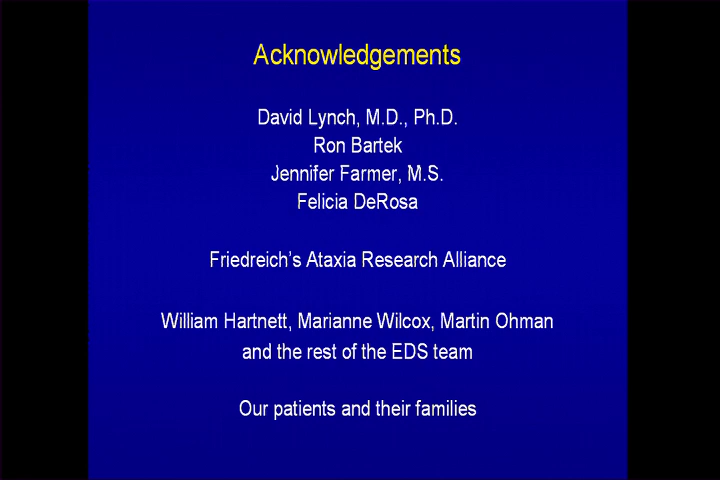 Acknowledgements
David Lynch, M.D., Ph.D.
Ron Bartek
Jennifer Farmer, M.S.
Felicia DeRosa
Friedreich's Ataxia Research Alliance
William Hartnett, Marianne Wilcox, Martin Ohman
and the rest of the EDS team
Our patients and their families